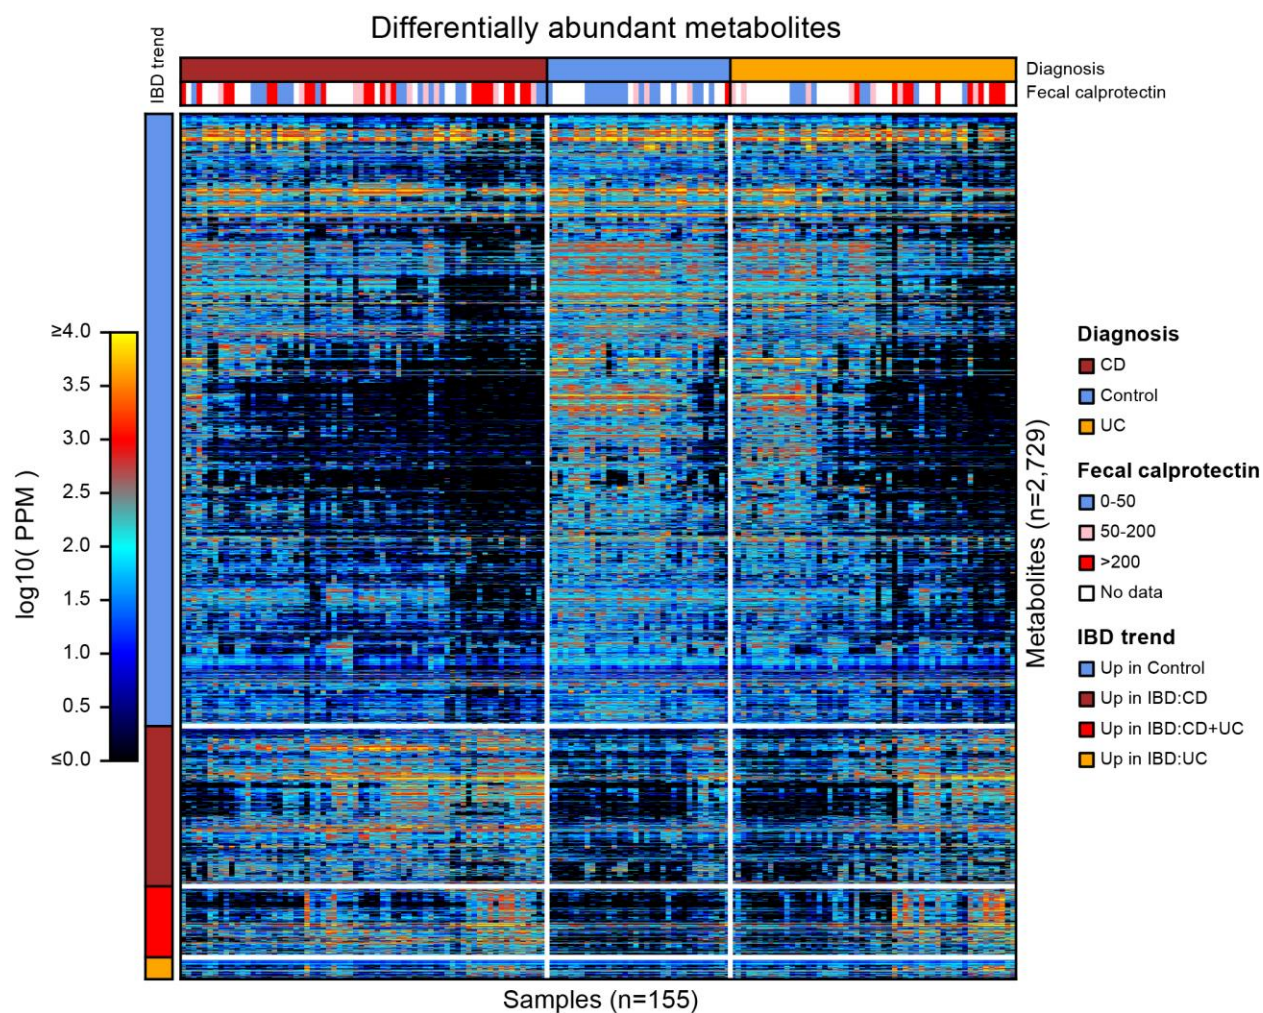 Differentially abundant metabolites
IBD trend
Diagnosis
Fecal calprotectin
≥4.0
3.5
3.0
2.5
2.0
1.5
1.0
0.5
≤0.0
log10( PPM )
Metabolites (n=2,729)
Samples (n=155)
Diagnosis
CD
Control
UC
Fecal calprotectin
0-50
50-200
>200
No data
IBD trend
Up in Control
Up in IBD:CD
Up in IBD:CD+UC
Up in IBD:UC